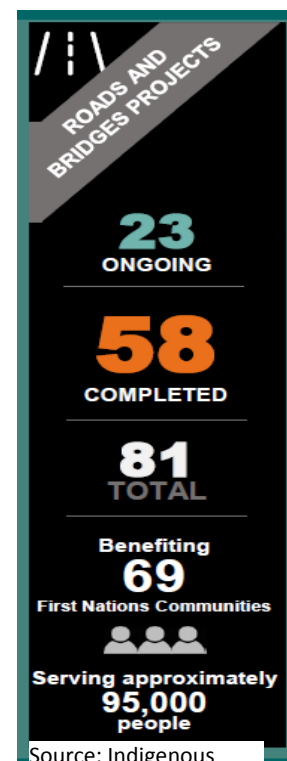 ROADS AND
BRIDGES PROJECTS
23
ONGOING
58
COMPLETED
81
TOTAL
Benefiting
69
First Nations Communities
Serving approximately
95,000
people
Source: Indigenous